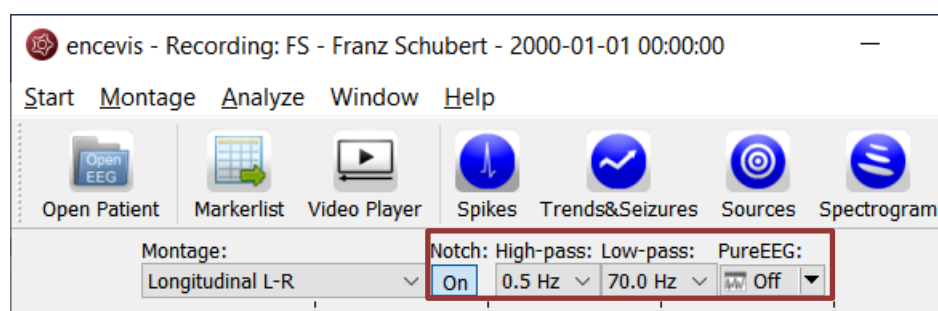 encevis - Recording: FS - Franz Schubert - 2000-01-01 00:00:00
Start Montage Analyze Window Help
Open EEG
Open Patient Markerlist Video Player Spikes Trends&Seizures Sources Spectrogram
Montage: Notch: High-pass: Low-pass: PureEEG:
Longitudinal L-R On 0.5 Hz 70.0 Hz Off